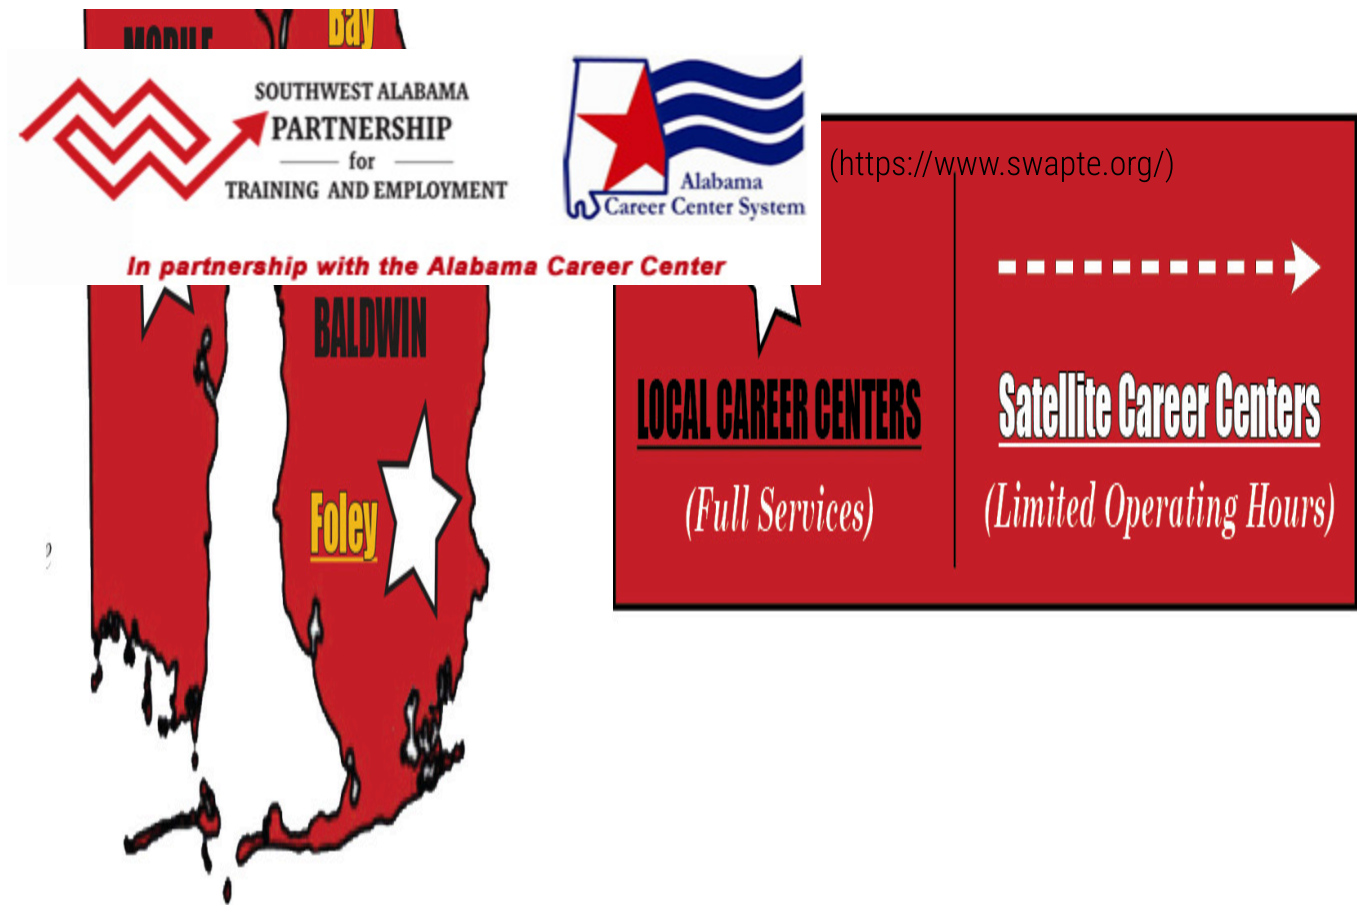 Bay
MOBILE
SOUTHWEST ALABAMA
PARTNERSHIP
for
TRAINING AND EMPLOYMENT
Alabama
Career Center System
In partnership with the Alabama Career Center
(https://www.swapte.org/)
BALDWIN
Foley
LOCAL CAREER CENTERS
(Full Services)
Satellite Career Centers
(Limited Operating Hours)